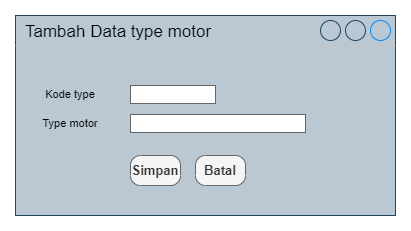 Tambah Data type motor
Kode type
Type motor
Simpan Batal